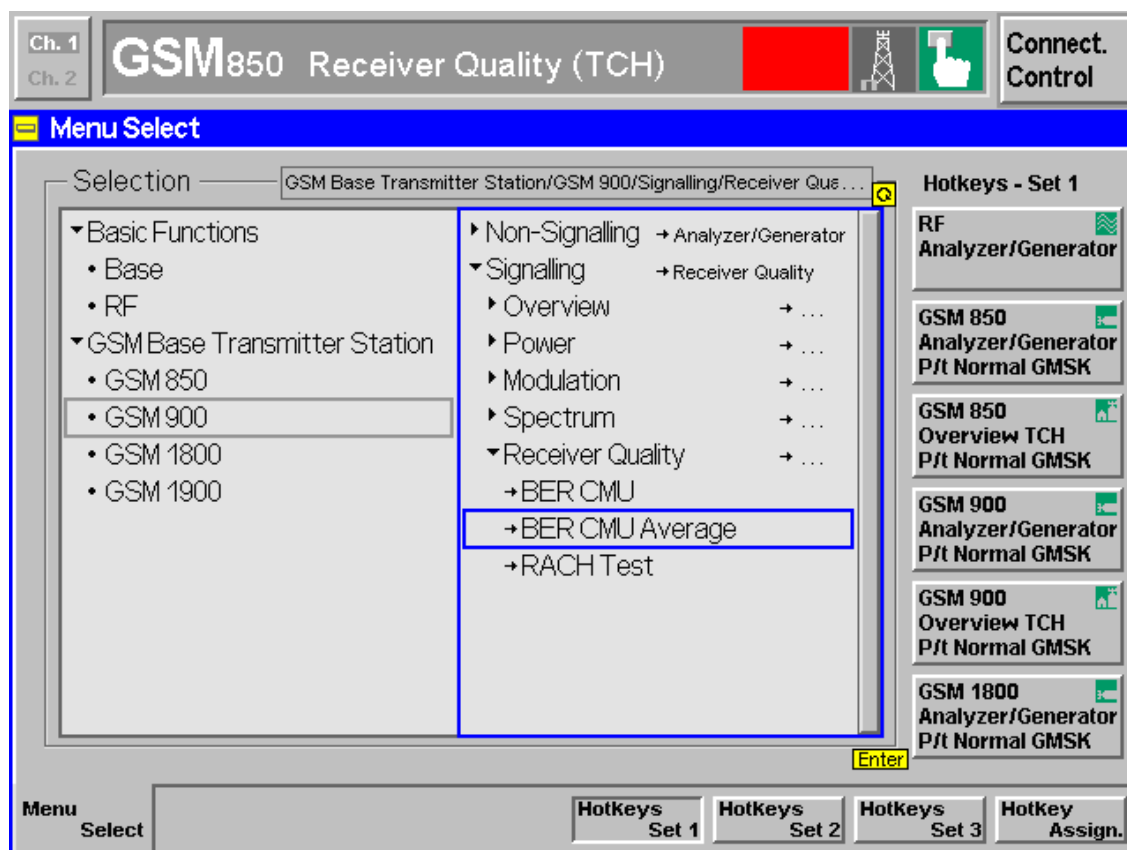 Ch. 1
Ch. 2
GSM850 Receiver Quality (TCH)
Connect.
Control
Menu Select
Selection
GSM Base Transmitter Station/GSM 900/Signalling/Receiver Qua...
Basic Functions
• Base
• RF
GSM Base Transmitter Station
• GSM 850
• GSM 900
• GSM 1800
• GSM 1900
Non-Signalling → Analyzer/Generator
Signalling → Receiver Quality
Overview → ...
Power → ...
Modulation → ...
Spectrum → ...
Receiver Quality → ...
→ BER CMU
→ BER CMU Average
→ RACH Test
Enter
Hotkeys - Set 1
RF
Analyzer/Generator
GSM 850
Analyzer/Generator
P/t Normal GMSK
GSM 850
Overview TCH
P/t Normal GMSK
GSM 900
Analyzer/Generator
P/t Normal GMSK
GSM 900
Overview TCH
P/t Normal GMSK
GSM 1800
Analyzer/Generator
P/t Normal GMSK
Menu
Select
HotKeys
Set 1
HotKeys
Set 2
HotKeys
Set 3
HotKey
Assign.